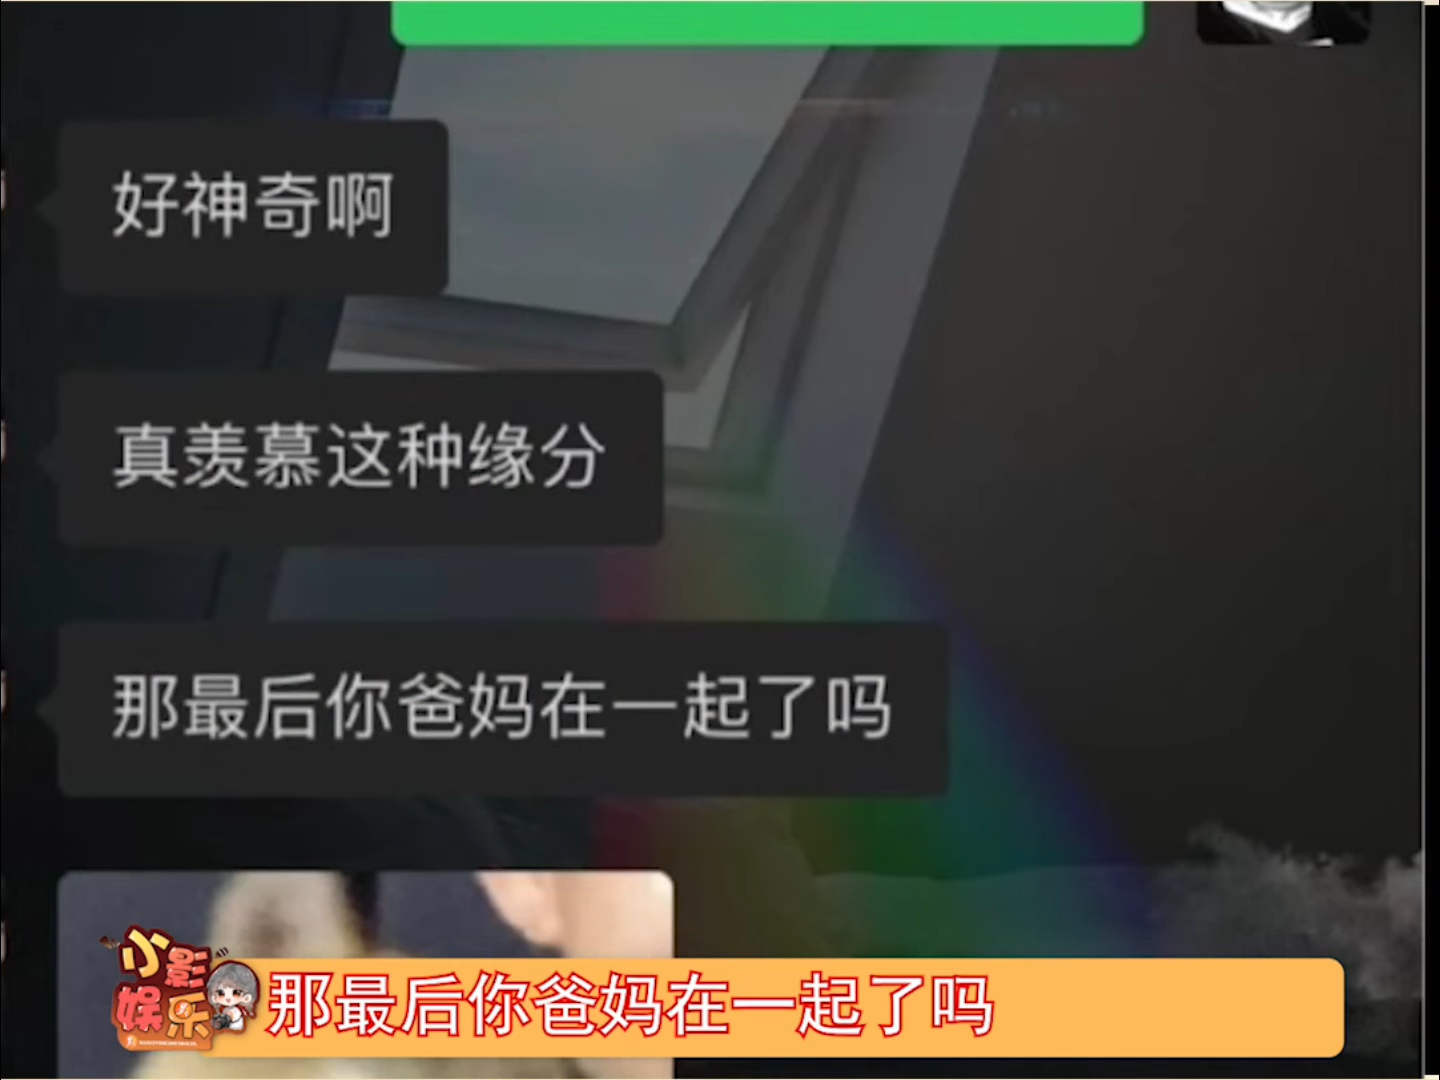 好神奇啊
真羡慕这种缘分
那最后你爸妈在一起了吗
小影
娱乐
那最后你爸妈在一起了吗